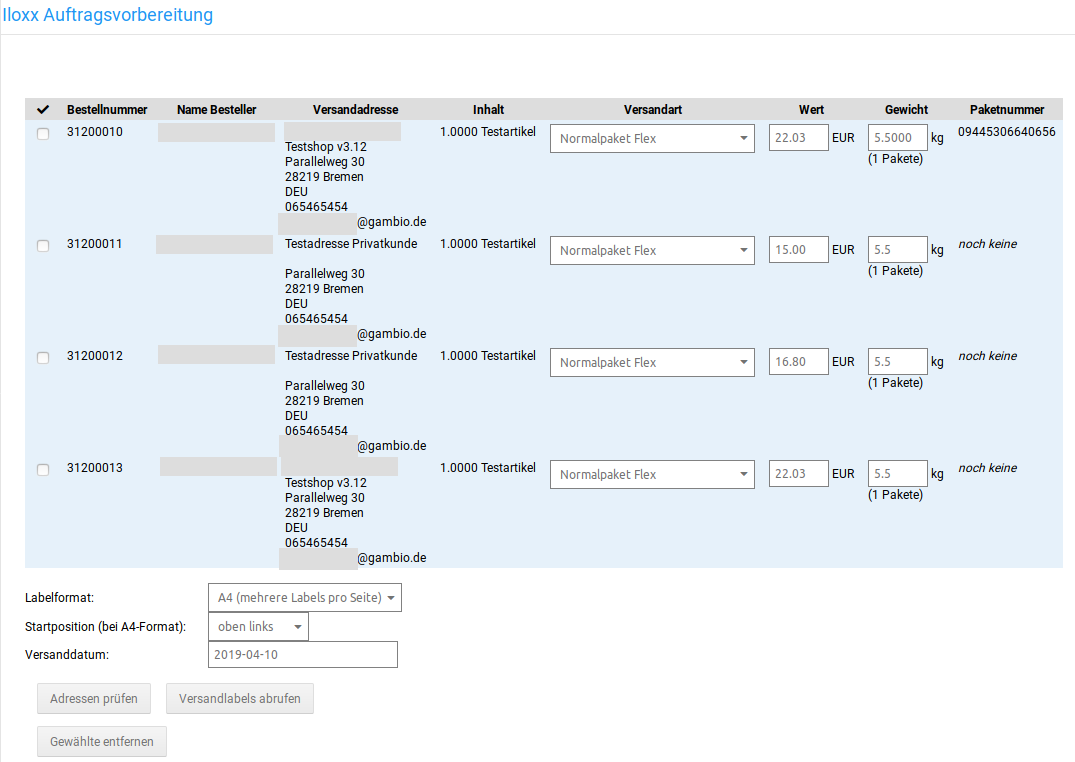 Iloxx Auftragsvorbereitung
Bestellnummer Name Besteller Versandadresse Inhalt Versandart Wert Gewicht Paketnummer
31200010 1.0000 Testartikel Normalpaket Flex 22.03 EUR 5.5000 kg 09445306640656
Testshop v3.12
Parallelweg 30 (1 Pakete)
28219 Bremen
DEU
065465454
@gambio.de
31200011 Testadresse Privatkunde 1.0000 Testartikel Normalpaket Flex 15.00 EUR 5.5 kg noch keine
Parallelweg 30 (1 Pakete)
28219 Bremen
DEU
065465454
@gambio.de
31200012 Testadresse Privatkunde 1.0000 Testartikel Normalpaket Flex 16.80 EUR 5.5 kg noch keine
Parallelweg 30 (1 Pakete)
28219 Bremen
DEU
065465454
@gambio.de
31200013 1.0000 Testartikel Normalpaket Flex 22.03 EUR 5.5 kg noch keine
Testshop v3.12
Parallelweg 30 (1 Pakete)
28219 Bremen
DEU
065465454
@gambio.de
Labelformat: A4 (mehrere Labels pro Seite)
Startposition (bei A4-Format): oben links
Versanddatum: 2019-04-10
Adressen prüfen Versandlabels abrufen
Gewählte entfernen